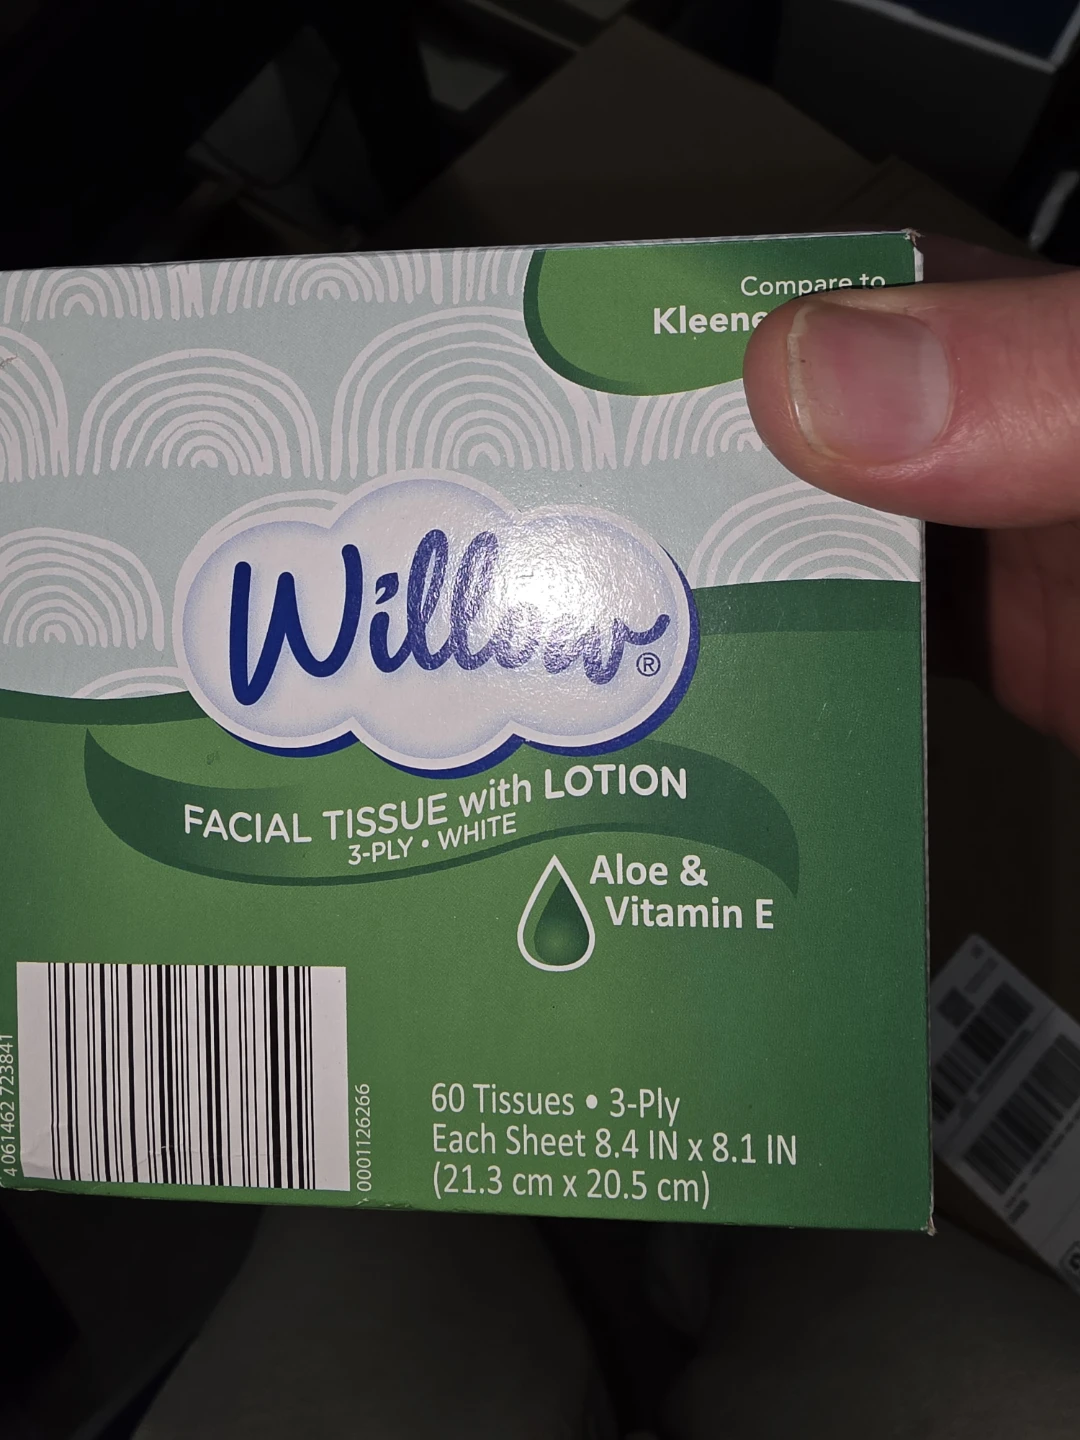 Compare to
Willow®
FACIAL TISSUE with LOTION
3-PLY • WHITE
Aloe &
Vitamin E
4 061462 723841
0001126266
60 Tissues • 3-Ply
Each Sheet 8.4 IN x 8.1 IN
(21.3 cm x 20.5 cm)